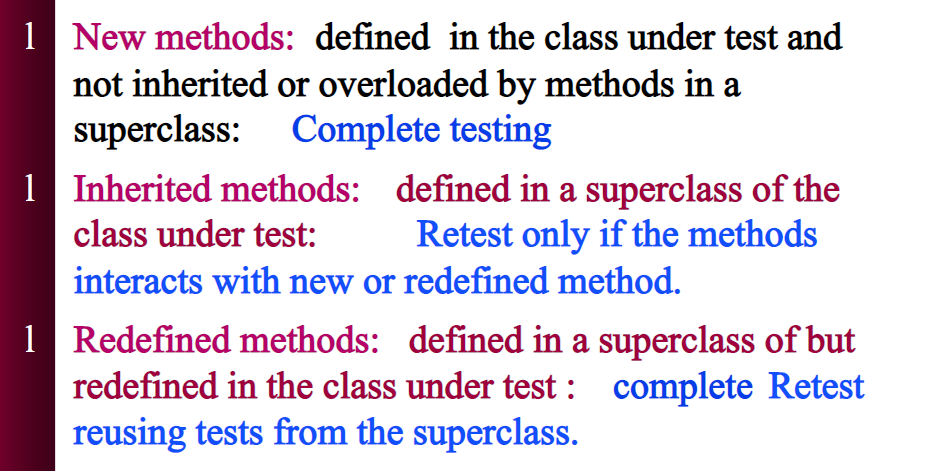 l New methods: defined in the class under test and
not inherited or overloaded by methods in a
superclass: Complete testing
l Inherited methods: defined in a superclass of the
class under test: Retest only if the methods
interacts with new or redefined method.
l Redefined methods: defined in a superclass of but
redefined in the class under test : complete Retest
reusing tests from the superclass.